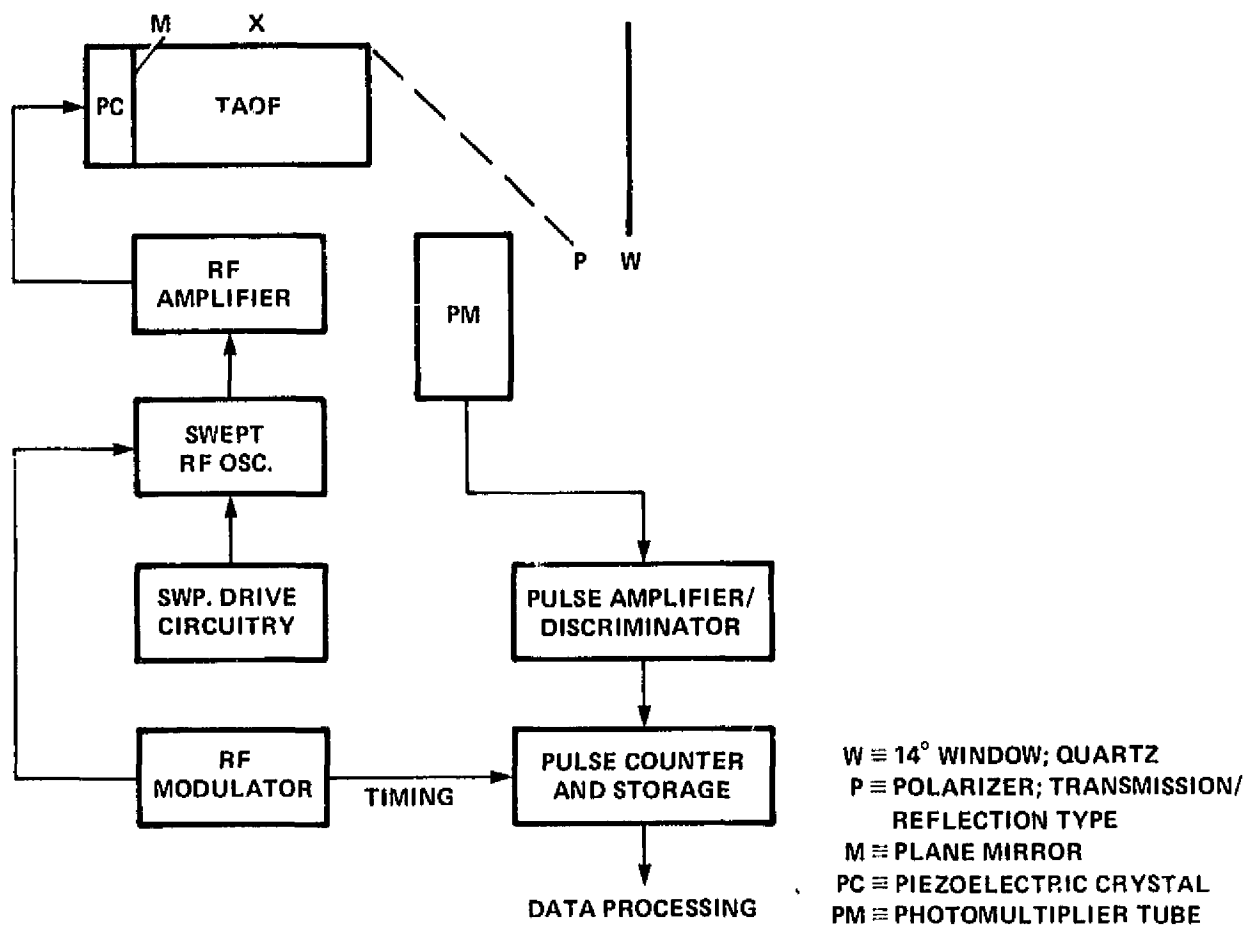 M X
PC TAOF
P W
RF
AMPLIFIER
PM
SWEPT
RF OSC.
SWP. DRIVE
CIRCUITRY
PULSE AMPLIFIER/
DISCRIMINATOR
RF
MODULATOR
TIMING
PULSE COUNTER
AND STORAGE
DATA PROCESSING
W ≡ 14° WINDOW; QUARTZ
P ≡ POLARIZER; TRANSMISSION/
REFLECTION TYPE
M ≡ PLANE MIRROR
PC ≡ PIEZOELECTRIC CRYSTAL
PM ≡ PHOTOMULTIPLIER TUBE